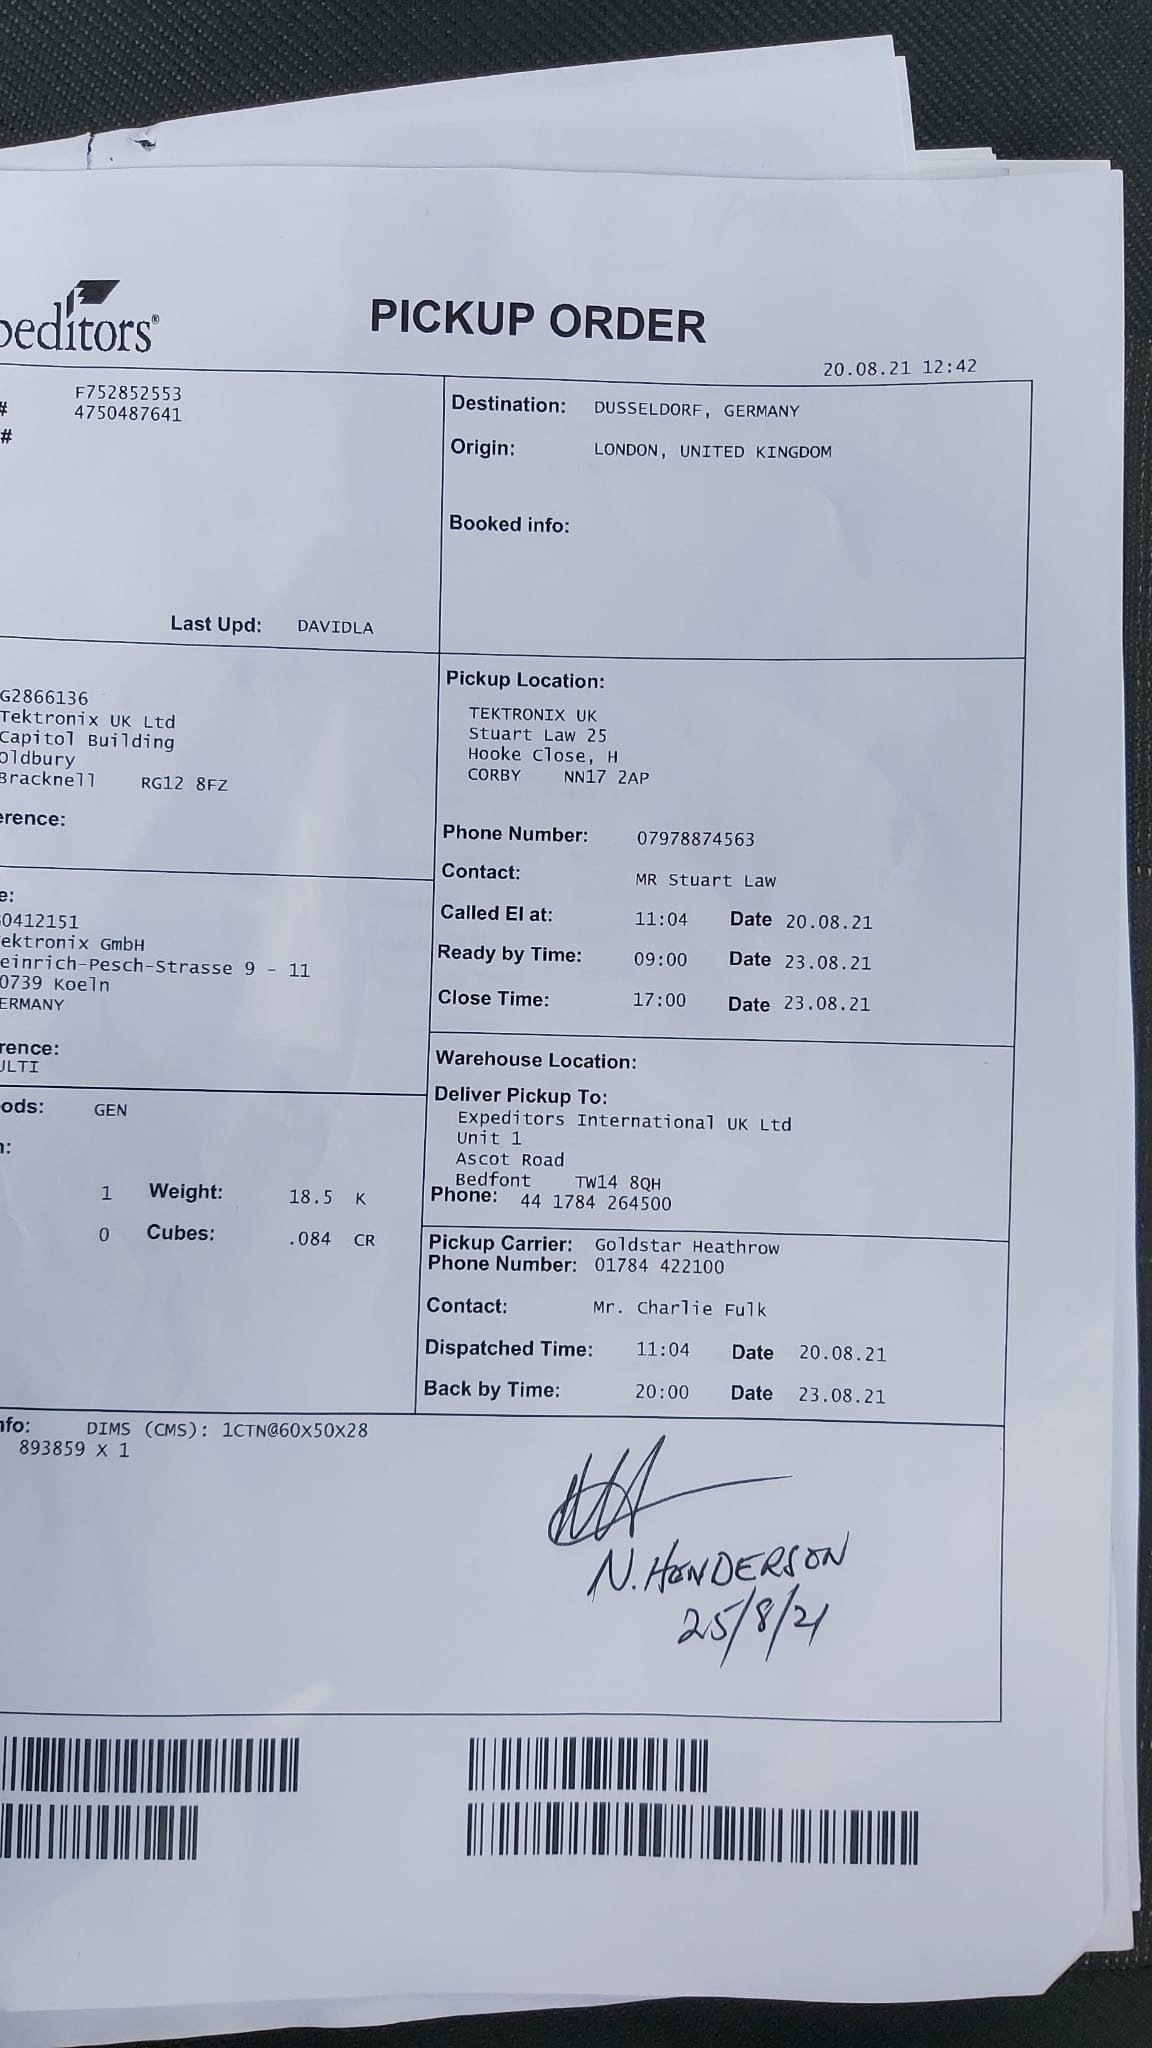 peditors®
PICKUP ORDER
20.08.21 12:42
# F752852553
4750487641
#
Last Upd: DAVIDLA
Destination: DUSSELDORF, GERMANY
Origin: LONDON, UNITED KINGDOM
Booked info:
G2866136
Tektronix UK Ltd
Capitol Building
Oldbury
Bracknell RG12 8FZ
erence:
e:
G0412151
ektronix GmbH
einrich-Pesch-Strasse 9 - 11
0739 Koeln
ERMANY
rence:
ULTI
ods: GEN
n:
1 Weight: 18.5 K
0 Cubes: .084 CR
Pickup Location:
TEKTRONIX UK
Stuart Law 25
Hooke Close, H
CORBY NN17 2AP
Phone Number: 07978874563
Contact: MR Stuart Law
Called EI at: 11:04 Date 20.08.21
Ready by Time: 09:00 Date 23.08.21
Close Time: 17:00 Date 23.08.21
Warehouse Location:
Deliver Pickup To:
Expeditors International UK Ltd
Unit 1
Ascot Road
Bedfont TW14 8QH
Phone: 44 1784 264500
Pickup Carrier: Goldstar Heathrow
Phone Number: 01784 422100
Contact: Mr. Charlie Fulk
Dispatched Time: 11:04 Date 20.08.21
Back by Time: 20:00 Date 23.08.21
nfo: DIMS (CMS): 1CTN@60X50X28
893859 X 1
N. HENDERSON
25/8/21